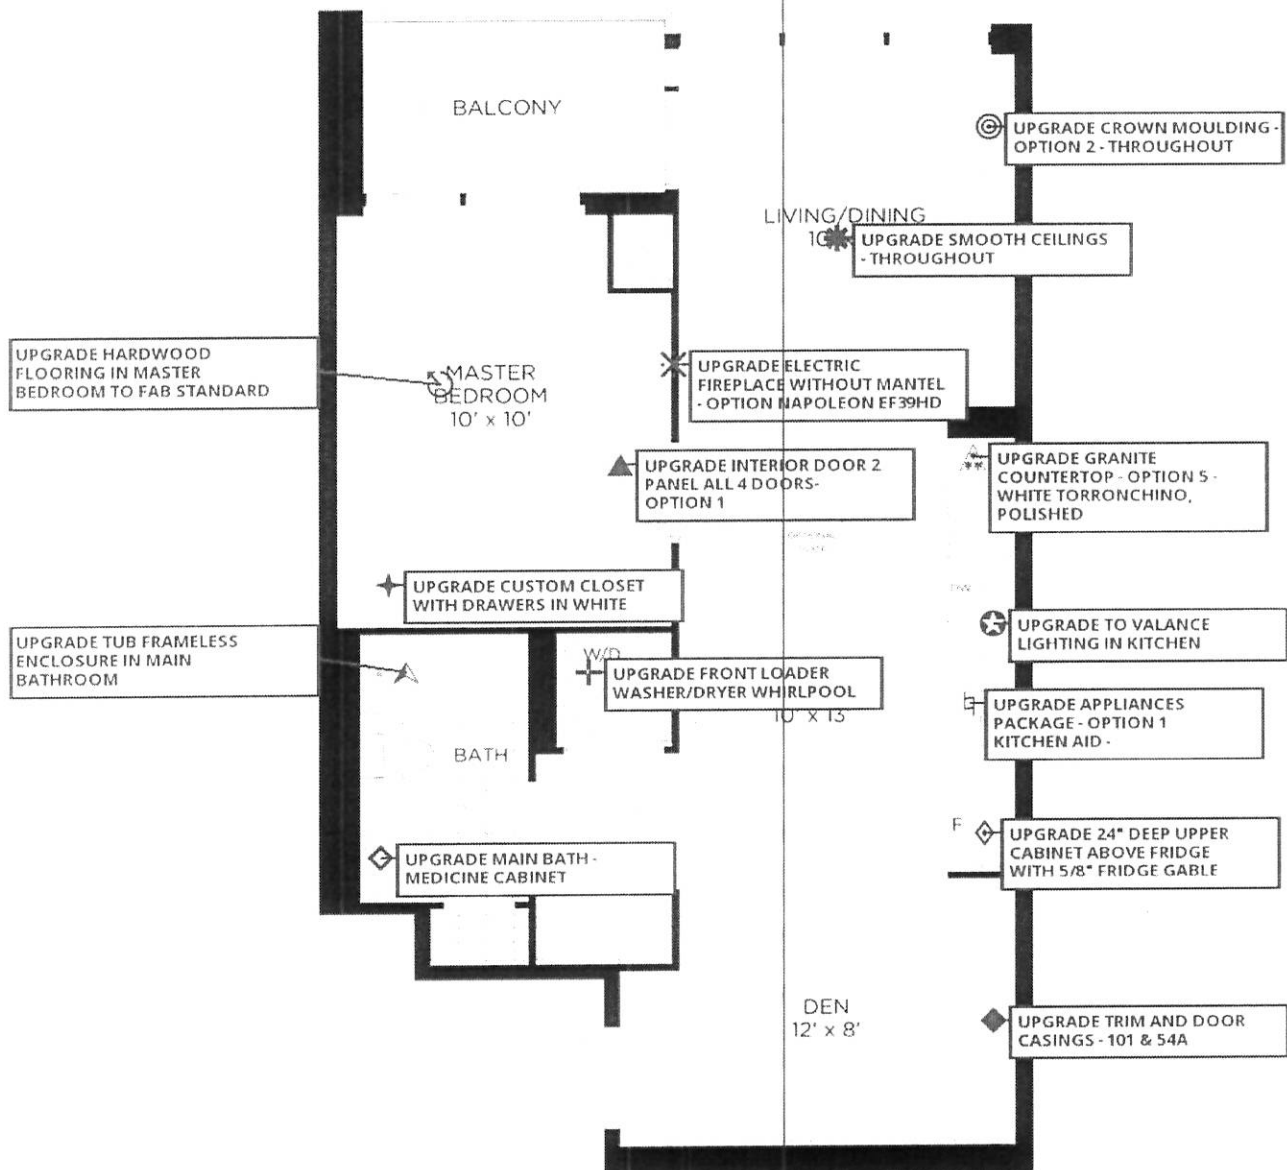 BALCONY
UPGRADE CROWN MOULDING -
OPTION 2 - THROUGHOUT
LIVING/DINING
10
UPGRADE SMOOTH CEILINGS
- THROUGHOUT
UPGRADE HARDWOOD
FLOORING IN MASTER
BEDROOM TO FAB STANDARD
MASTER
BEDROOM
10' x 10'
UPGRADE ELECTRIC
FIREPLACE WITHOUT MANTEL
- OPTION NAPOLEON EF39HD
UPGRADE INTERIOR DOOR 2
PANEL ALL 4 DOORS-
OPTION 1
UPGRADE GRANITE
COUNTERTOP - OPTION 5 -
WHITE TORRONCHINO,
POLISHED
UPGRADE CUSTOM CLOSET
WITH DRAWERS IN WHITE
UPGRADE TO VALANCE
LIGHTING IN KITCHEN
UPGRADE TUB FRAMELESS
ENCLOSURE IN MAIN
BATHROOM
W/D
UPGRADE FRONT LOADER
WASHER/DRYER WHIRLPOOL
10' x 13'
UPGRADE APPLIANCES
PACKAGE - OPTION 1
KITCHEN AID -
BATH
F
UPGRADE 24" DEEP UPPER
CABINET ABOVE FRIDGE
WITH 5/8" FRIDGE GABLE
UPGRADE MAIN BATH -
MEDICINE CABINET
DEN
12' x 8'
UPGRADE TRIM AND DOOR
CASINGS - 101 & 54A